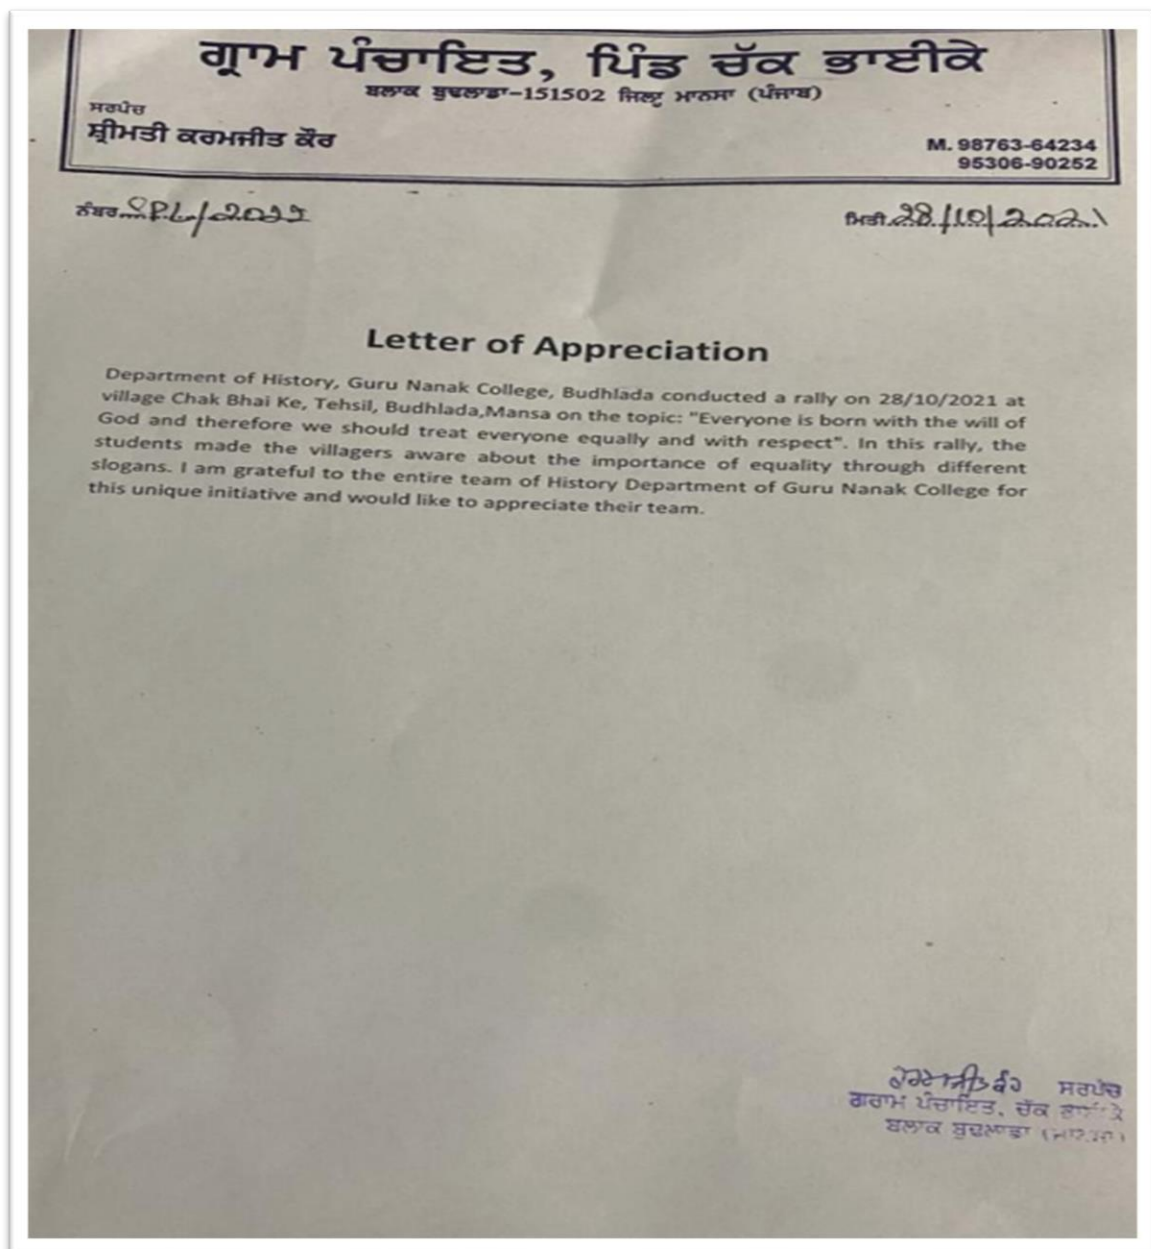 ਗ੍ਰਾਮ ਪੰਚਾਇਤ, ਪਿੰਡ ਚੱਕ ਭਾਈਕੇ
ਬਲਾਕ ਬੁਢਲਾਡਾ-151502 ਜਿਲ੍ਹਾ ਮਾਨਸਾ (ਪੰਜਾਬ)
ਸਰਪੰਚ
ਸ਼੍ਰੀਮਤੀ ਕਰਮਜੀਤ ਕੌਰ
M. 98763-64234
95306-90252
ਨੰਬਰ
ਮਿਤੀ 28/10/2021
Letter of Appreciation
Department of History, Guru Nanak College, Budhlada conducted a rally on 28/10/2021 at
village Chak Bhai Ke, Tehsil, Budhlada,Mansa on the topic: "Everyone is born with the will of
God and therefore we should treat everyone equally and with respect". In this rally, the
students made the villagers aware about the importance of equality through different
slogans. I am grateful to the entire team of History Department of Guru Nanak College for
this unique initiative and would like to appreciate their team.
ਸਰਪੰਚ
ਗਰਾਮ ਪੰਚਾਇਤ, ਚੱਕ ਭਾਈਕੇ
ਬਲਾਕ ਬੁਢਲਾਡਾ (ਮਾਨਸਾ)